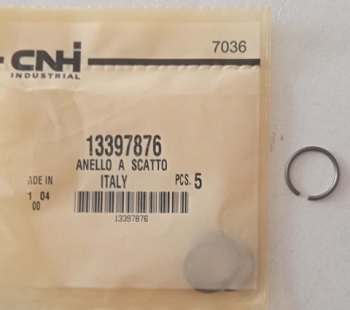 CNH
INDUSTRIAL
7036
13397876
ANELLO A SCATTO
ADE IN ITALY PCS. 5
1 04
00
13397876